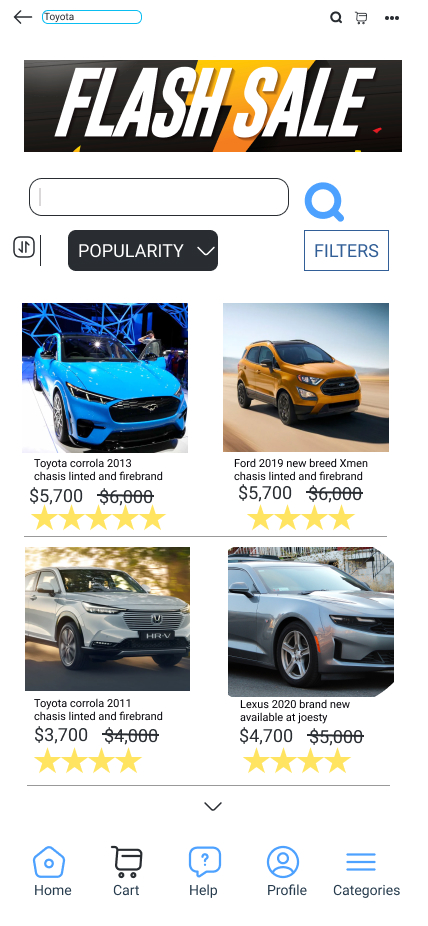 Toyota
FLASH SALE
POPULARITY
FILTERS
Toyota corrola 2013
chasis linted and firebrand
$5,700 $6,000
Ford 2019 new breed Xmen
chasis linted and firebrand
$5,700 $6,000
HR-V
Toyota corrola 2011
chasis linted and firebrand
$3,700 $4,000
Lexus 2020 brand new
available at joesty
$4,700 $5,000
Home
Cart
Help
Profile
Categories